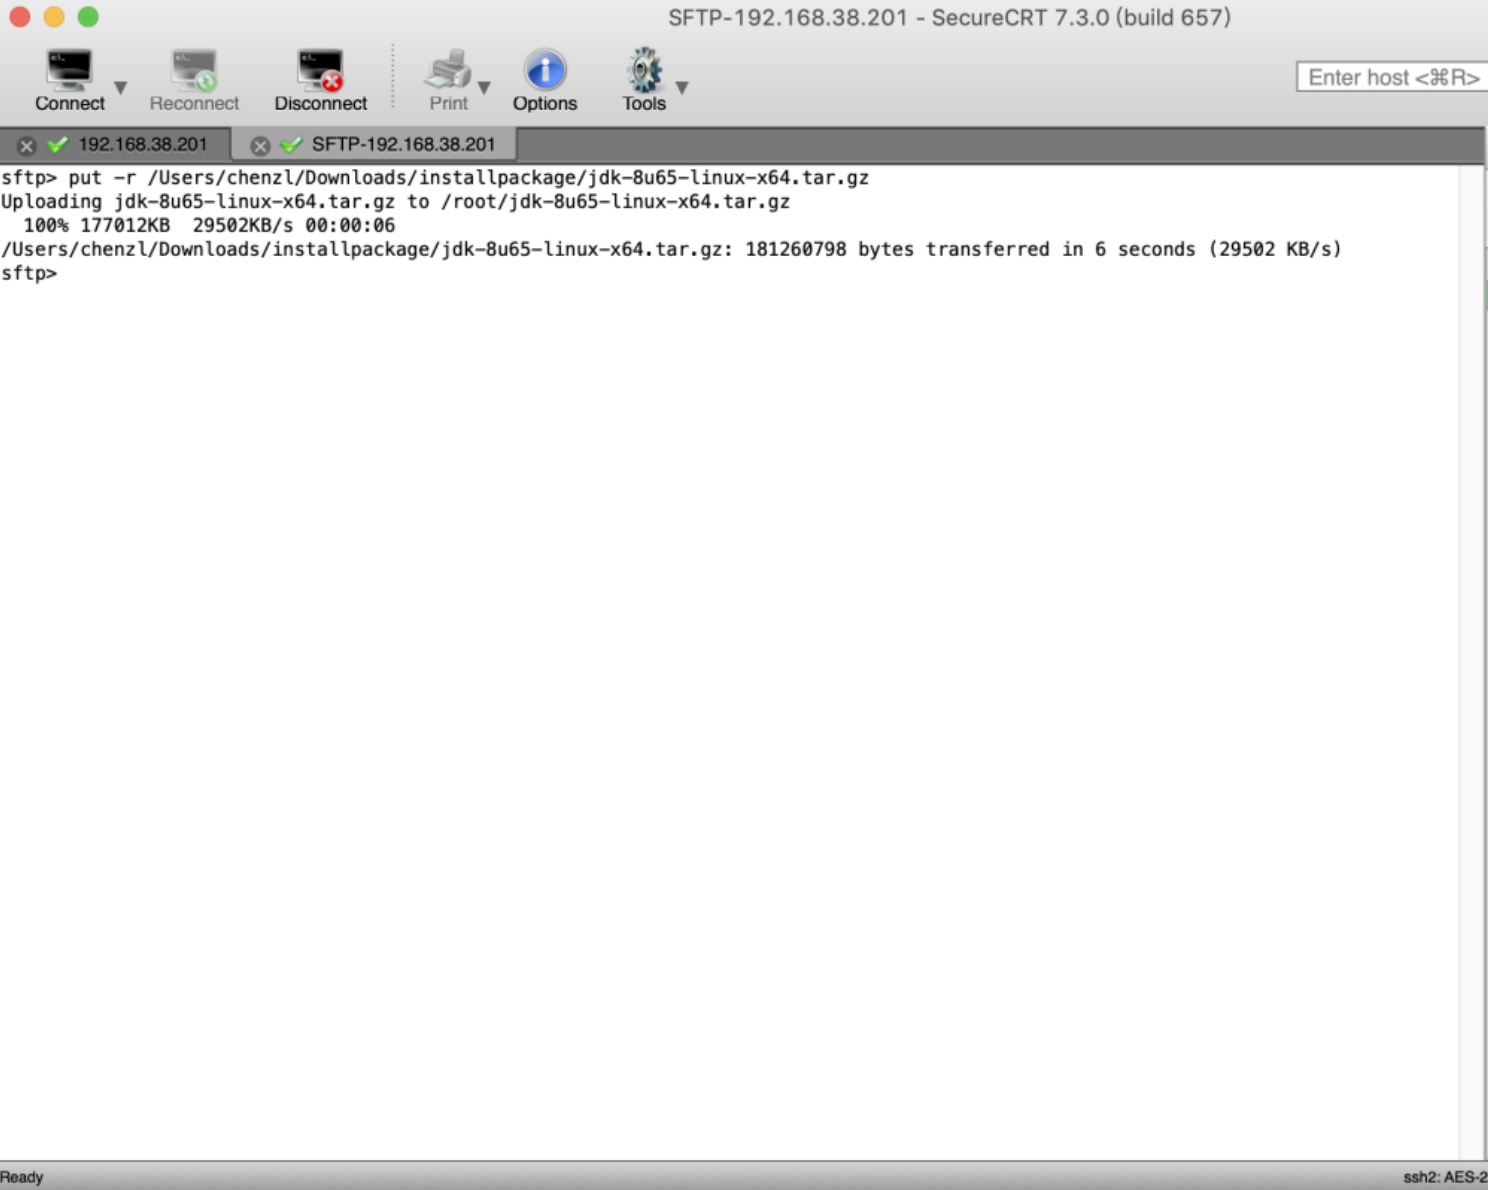 SFTP-192.168.38.201 - SecureCRT 7.3.0 (build 657)
Connect Reconnect Disconnect Print Options Tools Enter host <⌘R>
192.168.38.201 SFTP-192.168.38.201
sftp> put -r /Users/chenzl/Downloads/installpackage/jdk-8u65-linux-x64.tar.gz
Uploading jdk-8u65-linux-x64.tar.gz to /root/jdk-8u65-linux-x64.tar.gz
100% 177012KB 29502KB/s 00:00:06
/Users/chenzl/Downloads/installpackage/jdk-8u65-linux-x64.tar.gz: 181260798 bytes transferred in 6 seconds (29502 KB/s)
sftp>
Ready ssh2: AES-2